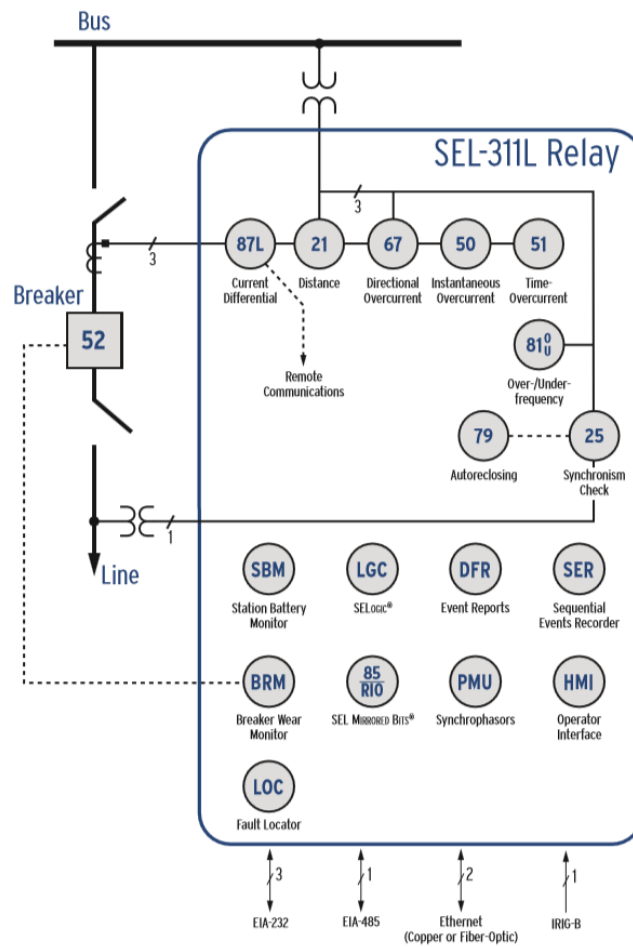 Bus
SEL-311L Relay
3
3
87L
21
67
50
51
Current
Differential
Distance
Directional
Overcurrent
Instantaneous
Overcurrent
Time-
Overcurrent
Breaker
52
Remote
Communications
81 O
U
Over-/Under-
frequency
79
25
Autoreclosing
Synchronism
Check
1
Line
SBM
LGC
DFR
SER
Station Battery
Monitor
SELOGIC®
Event Reports
Sequential
Events Recorder
BRM
85
RIO
PMU
HMI
Breaker Wear
Monitor
SEL MIRRORED BITS®
Synchrophasors
Operator
Interface
LOC
Fault Locator
3
1
2
1
EIA-232
EIA-485
Ethernet
(Copper or Fiber-Optic)
IRIG-B